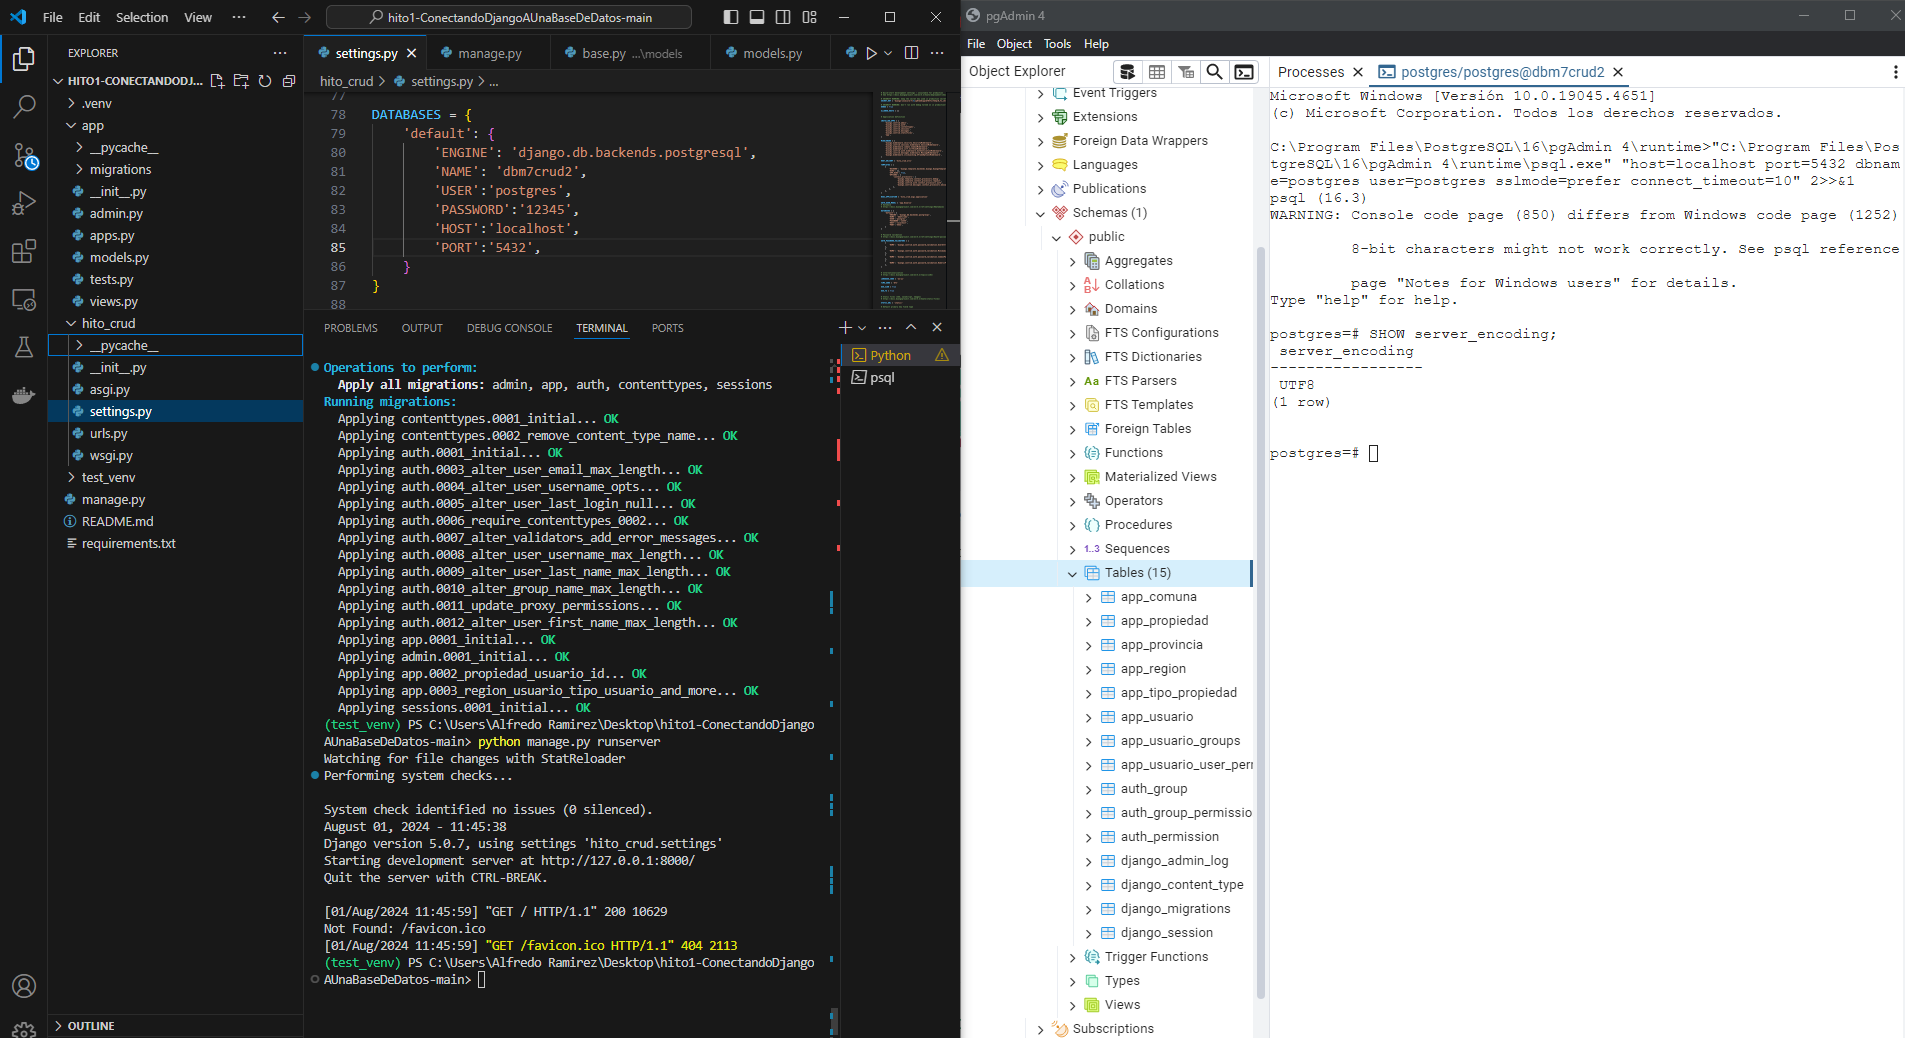 File Edit Selection View ··· hito1-ConectandoDjangoAUnaBaseDeDatos-main
EXPLORER
HITO1-CONECTANDODJ...
.venv
app
__pycache__
migrations
__init__.py
admin.py
apps.py
models.py
tests.py
views.py
hito_crud
__pycache__
__init__.py
asgi.py
settings.py
urls.py
wsgi.py
test_venv
manage.py
README.md
requirements.txt
OUTLINE
settings.py manage.py base.py ...\models models.py
hito_crud > settings.py > ...
77
78 DATABASES = {
79 'default': {
80 'ENGINE': 'django.db.backends.postgresql',
81 'NAME': 'dbm7crud2',
82 'USER':'postgres',
83 'PASSWORD':'12345',
84 'HOST':'localhost',
85 'PORT':'5432',
86 }
87 }
88
PROBLEMS OUTPUT DEBUG CONSOLE TERMINAL PORTS
Python
psql
Operations to perform:
Apply all migrations: admin, app, auth, contenttypes, sessions
Running migrations:
Applying contenttypes.0001_initial... OK
Applying contenttypes.0002_remove_content_type_name... OK
Applying auth.0001_initial... OK
Applying auth.0003_alter_user_email_max_length... OK
Applying auth.0004_alter_user_username_opts... OK
Applying auth.0005_alter_user_last_login_null... OK
Applying auth.0006_require_contenttypes_0002... OK
Applying auth.0007_alter_validators_add_error_messages... OK
Applying auth.0008_alter_user_username_max_length... OK
Applying auth.0009_alter_user_last_name_max_length... OK
Applying auth.0010_alter_group_name_max_length... OK
Applying auth.0011_update_proxy_permissions... OK
Applying auth.0012_alter_user_first_name_max_length... OK
Applying app.0001_initial... OK
Applying admin.0001_initial... OK
Applying app.0002_propiedad_usuario_id... OK
Applying app.0003_region_usuario_tipo_usuario_and_more... OK
Applying sessions.0001_initial... OK
(test_venv) PS C:\Users\Alfredo Ramirez\Desktop\hito1-ConectandoDjango
AUnaBaseDeDatos-main> python manage.py runserver
Watching for file changes with StatReloader
Performing system checks...
System check identified no issues (0 silenced).
August 01, 2024 - 11:45:38
Django version 5.0.7, using settings 'hito_crud.settings'
Starting development server at http://127.0.0.1:8000/
Quit the server with CTRL-BREAK.
[01/Aug/2024 11:45:59] "GET / HTTP/1.1" 200 10629
Not Found: /favicon.ico
[01/Aug/2024 11:45:59] "GET /favicon.ico HTTP/1.1" 404 2113
(test_venv) PS C:\Users\Alfredo Ramirez\Desktop\hito1-ConectandoDjango
AUnaBaseDeDatos-main>
pgAdmin 4
File Object Tools Help
Object Explorer
Event Triggers
Extensions
Foreign Data Wrappers
Languages
Publications
Schemas (1)
public
Aggregates
Collations
Domains
FTS Configurations
FTS Dictionaries
Aa FTS Parsers
FTS Templates
Foreign Tables
Functions
Materialized Views
Operators
Procedures
1..3 Sequences
Tables (15)
app_comuna
app_propiedad
app_provincia
app_region
app_tipo_propiedad
app_usuario
app_usuario_groups
app_usuario_user_perr
auth_group
auth_group_permissio
auth_permission
django_admin_log
django_content_type
django_migrations
django_session
Trigger Functions
Types
Views
Subscriptions
Processes postgres/postgres@dbm7crud2
Microsoft Windows [Versión 10.0.19045.4651]
(c) Microsoft Corporation. Todos los derechos reservados.
C:\Program Files\PostgreSQL\16\pgAdmin 4\runtime>"C:\Program Files\Pos
tgreSQL\16\pgAdmin 4\runtime\psql.exe" "host=localhost port=5432 dbnam
e=postgres user=postgres sslmode=prefer connect_timeout=10" 2>>&1
psql (16.3)
WARNING: Console code page (850) differs from Windows code page (1252)
8-bit characters might not work correctly. See psql reference
page "Notes for Windows users" for details.
Type "help" for help.
postgres=# SHOW server_encoding;
server_encoding
-----------------
UTF8
(1 row)
postgres=#